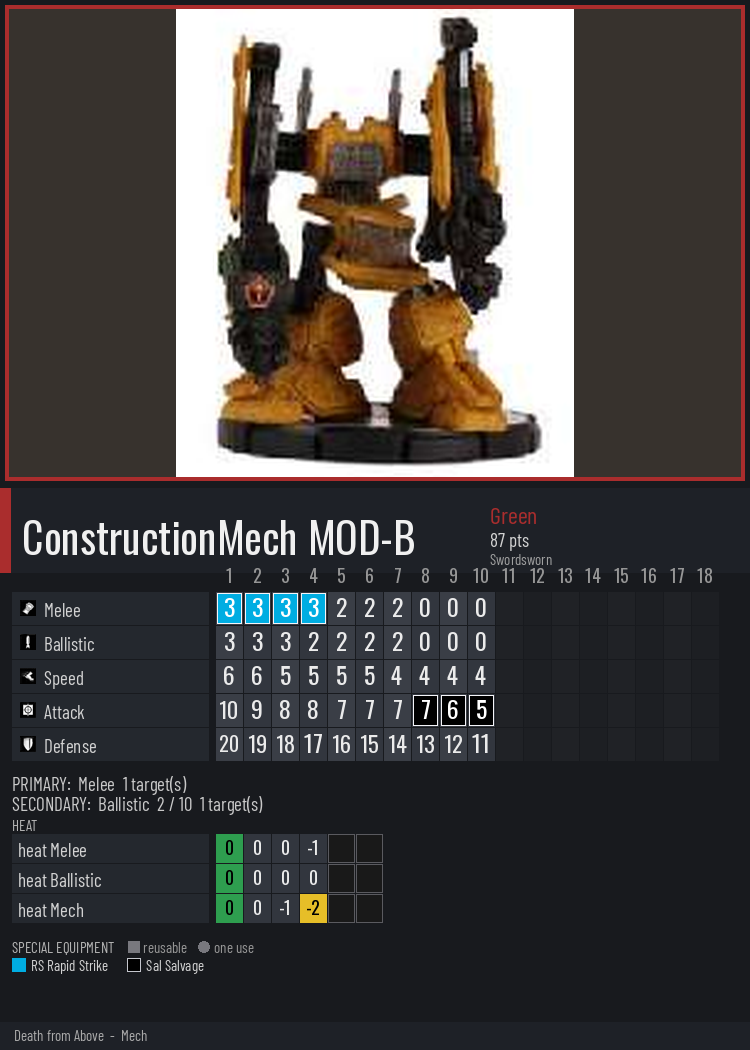 ConstructionMech MOD-B
Green
87 pts
Swordsworn
1 2 3 4 5 6 7 8 9 10 11 12 13 14 15 16 17 18
Melee 3 3 3 3 2 2 2 0 0 0
Ballistic 3 3 3 2 2 2 2 0 0 0
Speed 6 6 5 5 5 5 4 4 4 4
Attack 10 9 8 8 7 7 7 7 6 5
Defense 20 19 18 17 16 15 14 13 12 11
PRIMARY: Melee 1 target(s)
SECONDARY: Ballistic 2 / 10 1 target(s)
HEAT
heat Melee 0 0 0 -1
heat Ballistic 0 0 0 0
heat Mech 0 0 -1 -2
SPECIAL EQUIPMENT reusable one use
RS Rapid Strike Sal Salvage
Death from Above - Mech